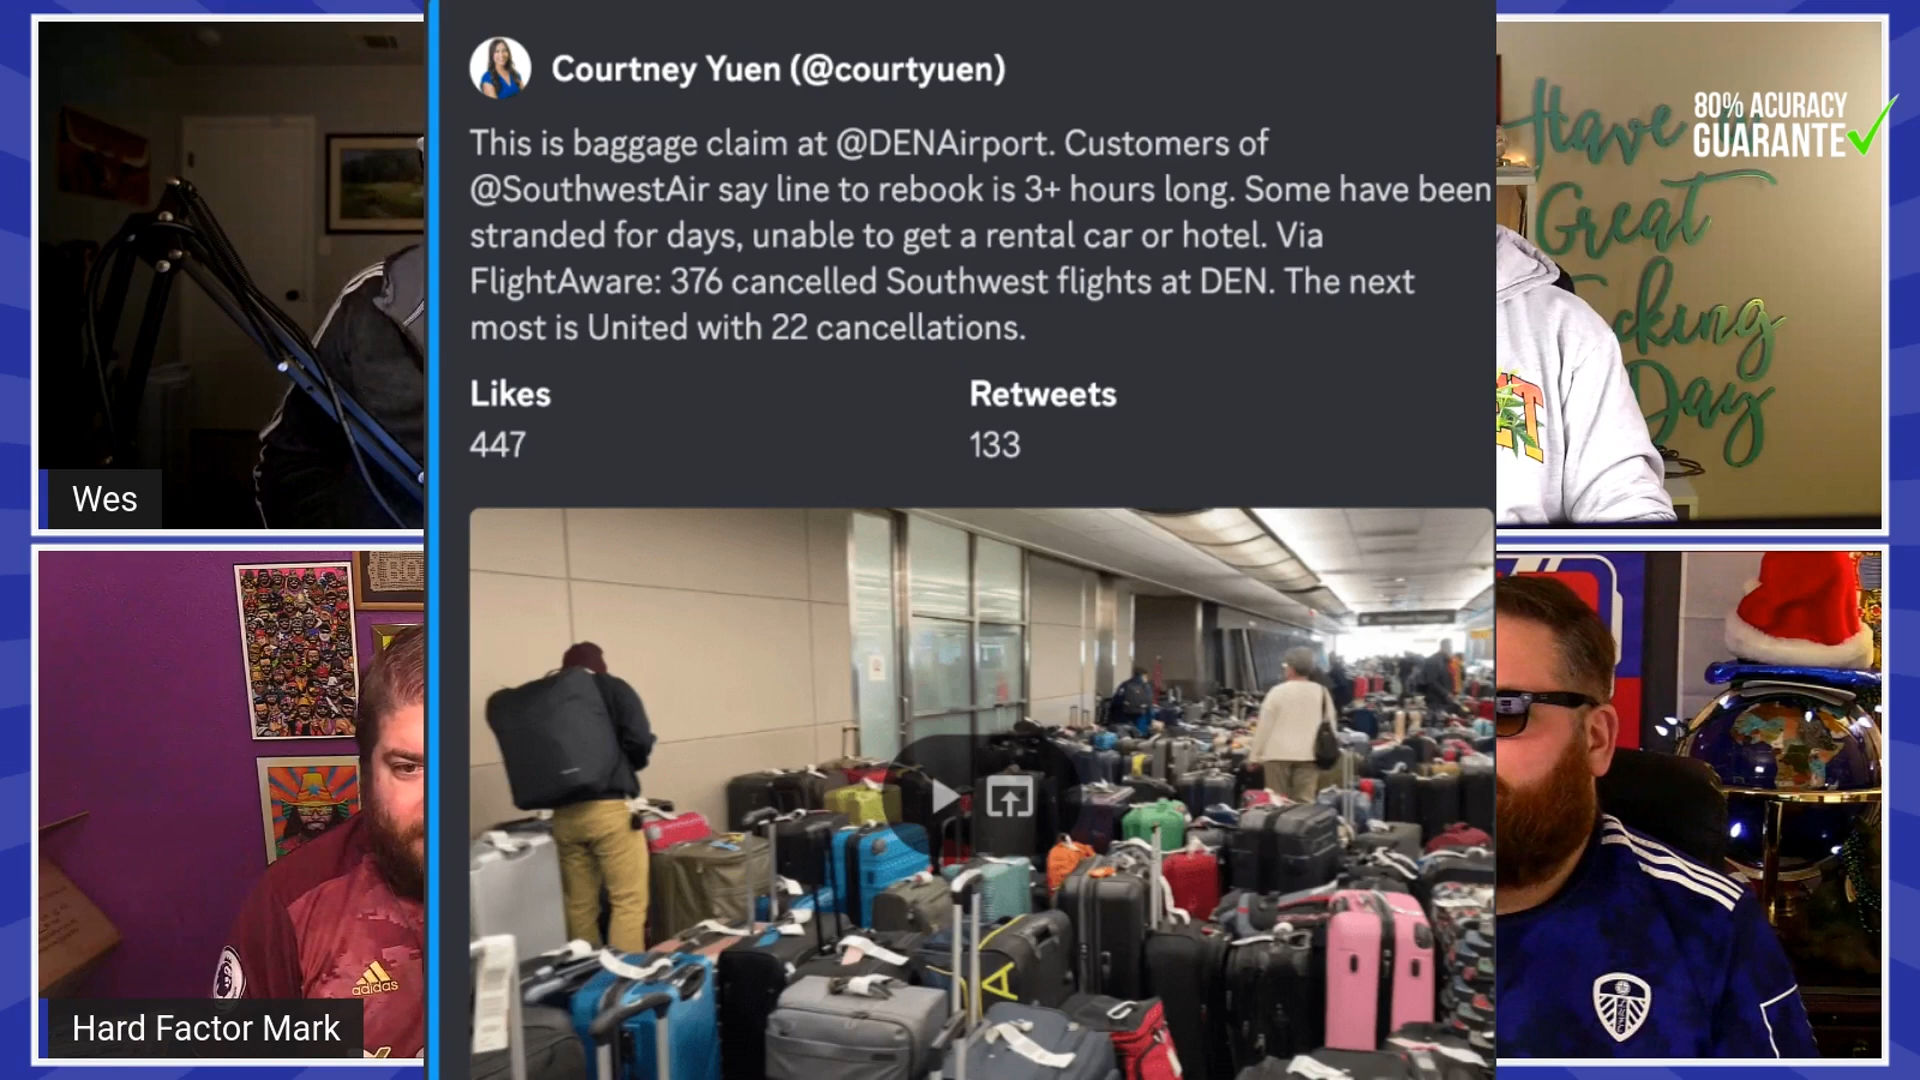 Courtney Yuen (@courtyuen)
This is baggage claim at @DENAirport. Customers of
@SouthwestAir say line to rebook is 3+ hours long. Some have been
stranded for days, unable to get a rental car or hotel. Via
FlightAware: 376 cancelled Southwest flights at DEN. The next
most is United with 22 cancellations.
Likes
Retweets
447
133
80% ACURACY
GUARANTE
Have
Great
cking
Day
Wes
Hard Factor Mark
adidas